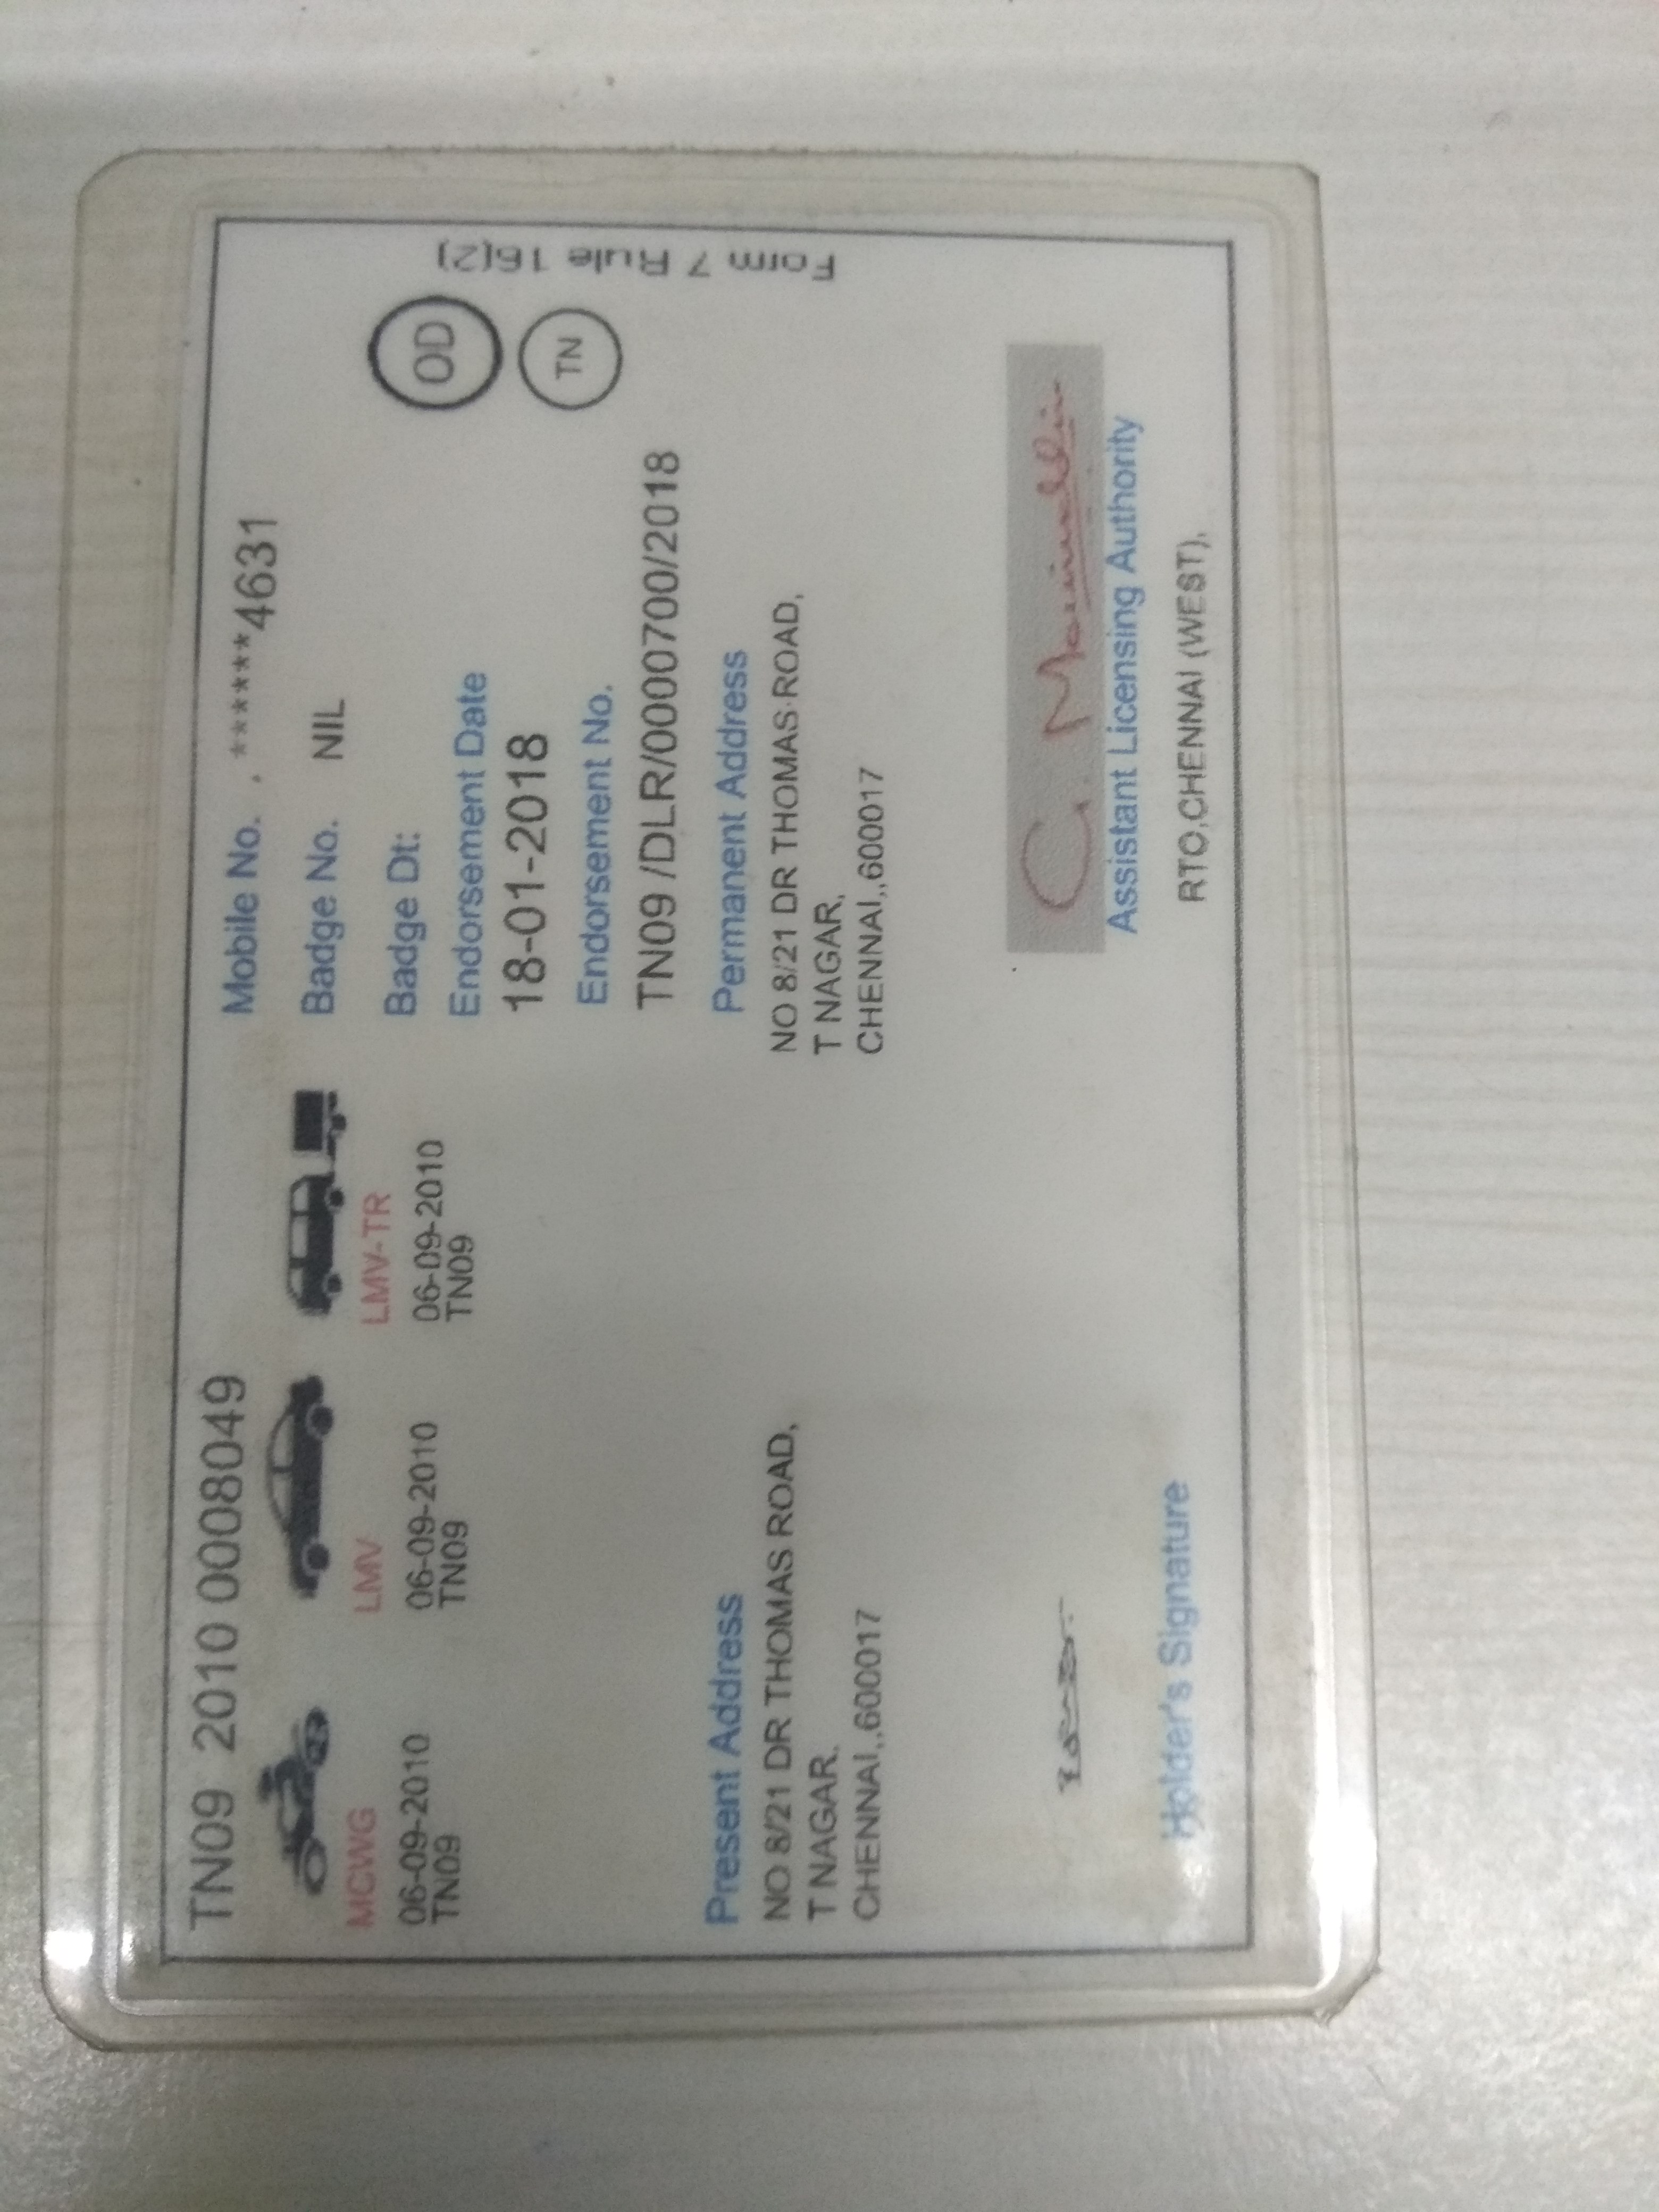 TN09 2010 0008049
MCWG
06-09-2010
TN09
LMV
06-09-2010
TN09
LMV-TR
06-09-2010
TN09
Mobile No. . ******4631
Badge No. NIL
Badge Dt:
Endorsement Date
18-01-2018
Endorsement No.
TN09 /DLR/0000700/2018
OD
TN
Form 7 Rule 16(2)
Present Address
NO 8/21 DR THOMAS ROAD,
T NAGAR,
CHENNAI,,600017
Permanent Address
NO 8/21 DR THOMAS ROAD,
T NAGAR,
CHENNAI,,600017
Holder's Signature
Assistant Licensing Authority
RTO,CHENNAI (WEST),